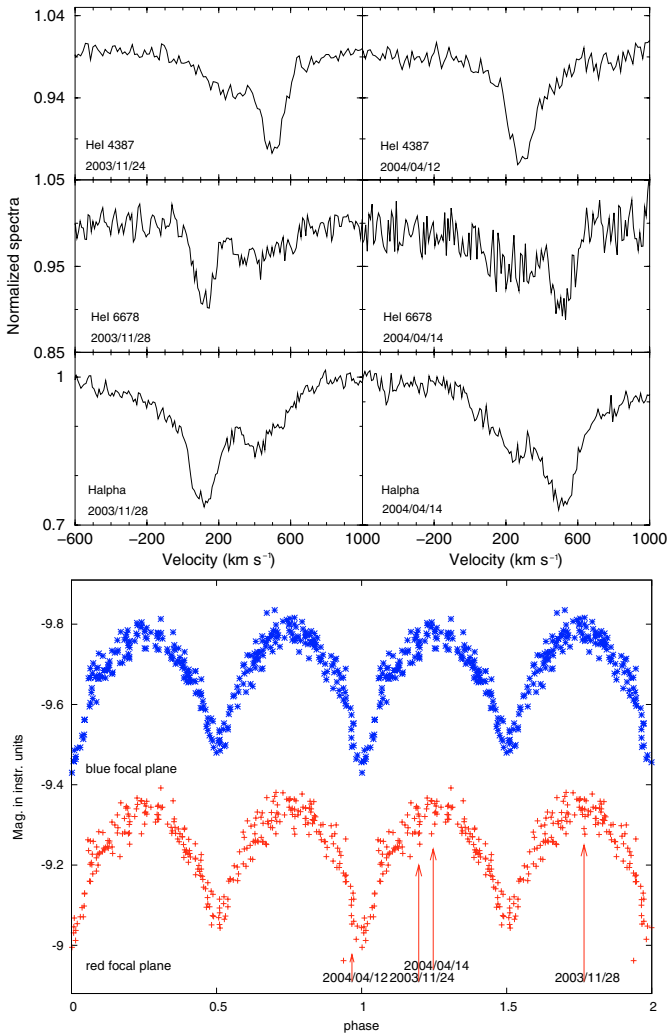 1.04
0.94
HeI 4387
2003/11/24
HeI 4387
2004/04/12
1.05
0.95
0.85
HeI 6678
2003/11/28
HeI 6678
2004/04/14
Normalized spectra
1
0.7
Halpha
2003/11/28
Halpha
2004/04/14
−600 −200 200 600 1000 −200 200 600 1000
Velocity (km s⁻¹) Velocity (km s⁻¹)
-9.8
-9.6
-9.4
-9.2
-9
Mag. in instr. units
blue focal plane
red focal plane
2004/04/14
2004/04/12 2003/11/24 2003/11/28
0 0.5 1 1.5 2
phase